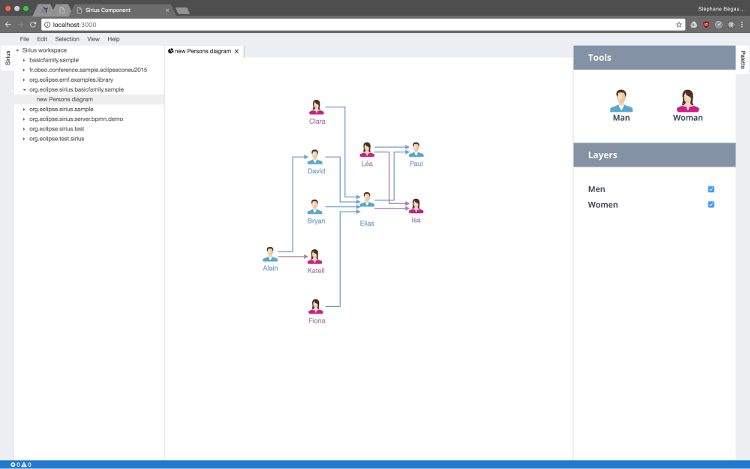 Sirius Component
Stéphane Bégau...
localhost:3000
File Edit Selection View Help
Sirius
Sirius workspace
basicfamily.sample
fr.obeo.conference.sample.eclipseconeu2015
org.eclipse.emf.examples.library
org.eclipse.sirius.basicfamily.sample
new Persons diagram
org.eclipse.sirius.sample
org.eclipse.sirius.server.bpmn.demo
org.eclipse.sirius.test
org.eclipse.test.sirius
new Persons diagram
Clara
David
Léa
Paul
Bryan
Elias
Isa
Alain
Katell
Fiona
Tools
Man Woman
Layers
Men
Women
Palette
0 0